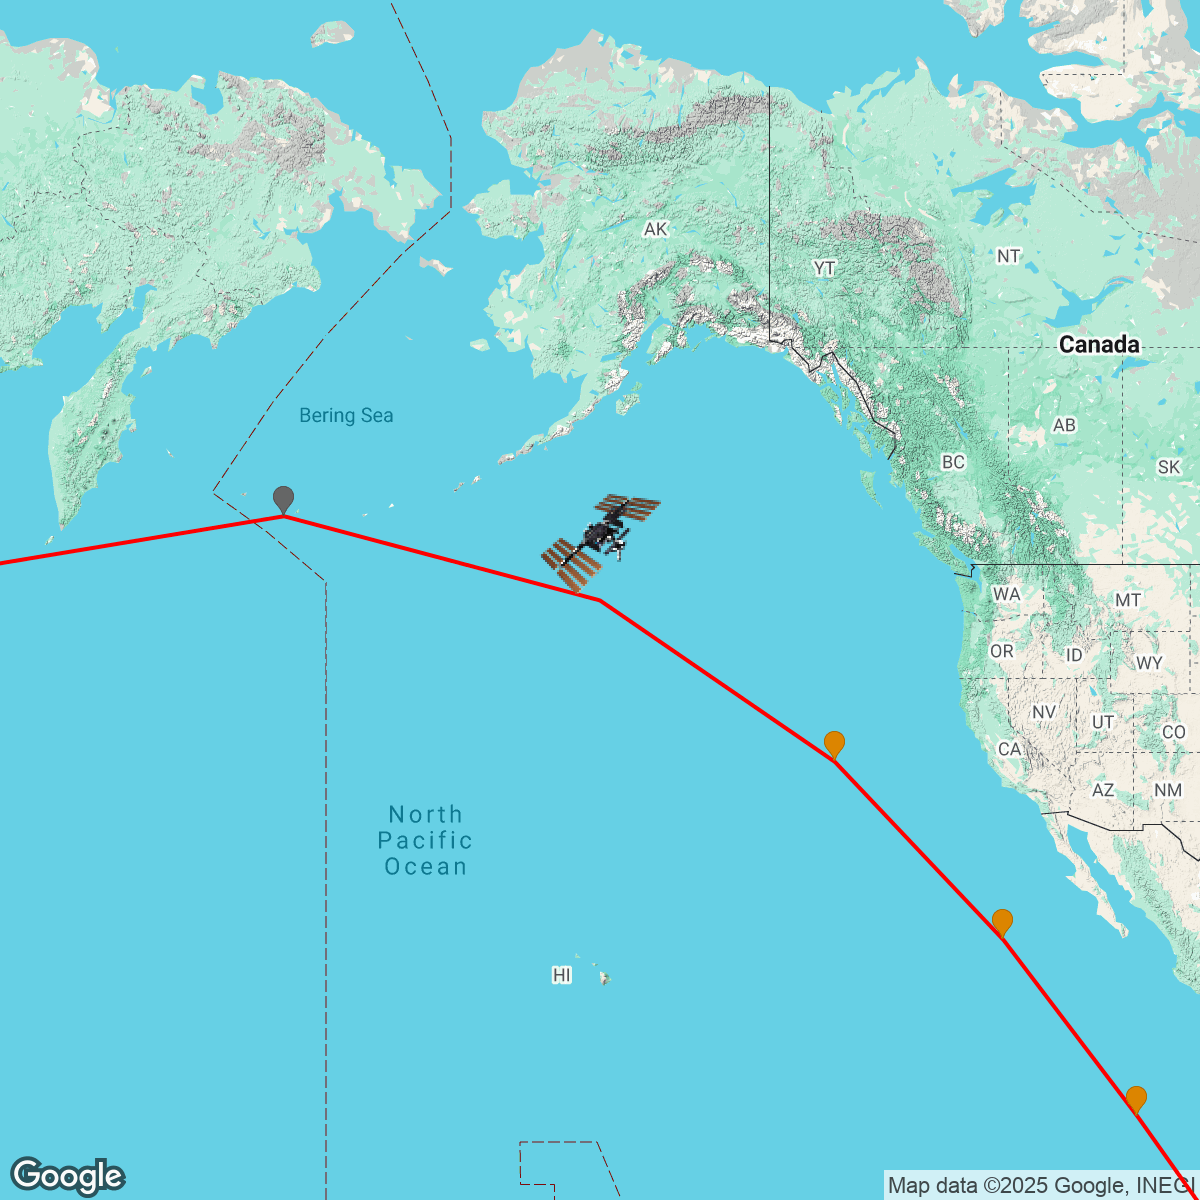 AK
YT
NT
Canada
Bering Sea
AB
BC
SK
WA
MT
OR
ID
WY
NV
UT
CO
CA
AZ
NM
North
Pacific
Ocean
HI
Google
Map data ©2025 Google, INEGI